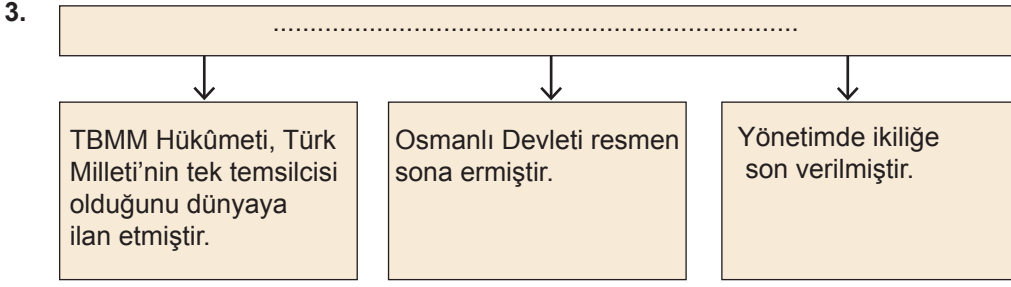 3.
......................................................................
TBMM Hükûmeti, Türk
Milleti’nin tek temsilcisi
olduğunu dünyaya
ilan etmiştir.
Osmanlı Devleti resmen
sona ermiştir.
Yönetimde ikiliğe
son verilmiştir.